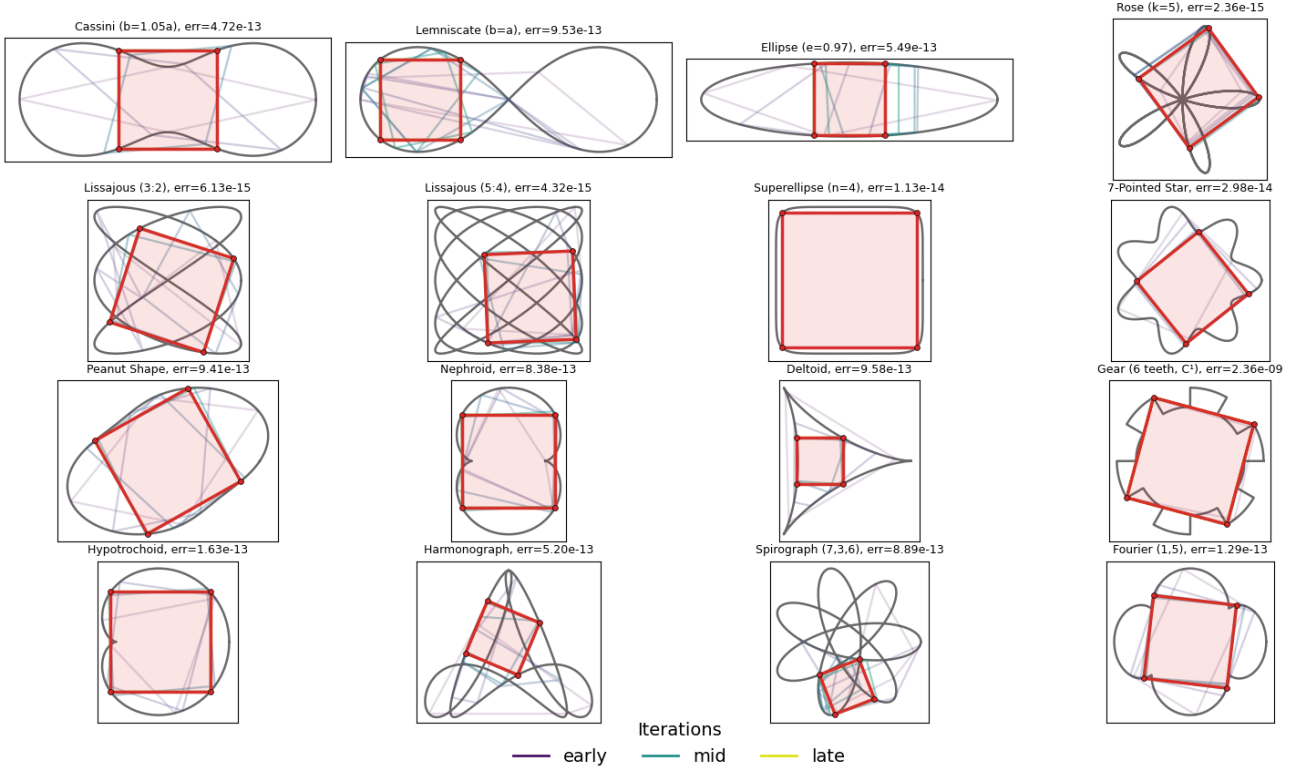 Cassini (b=1.05a), err=4.72e-13
Lemniscate (b=a), err=9.53e-13
Ellipse (e=0.97), err=5.49e-13
Rose (k=5), err=2.36e-15
Lissajous (3:2), err=6.13e-15
Lissajous (5:4), err=4.32e-15
Superellipse (n=4), err=1.13e-14
7-Pointed Star, err=2.98e-14
Peanut Shape, err=9.41e-13
Nephroid, err=8.38e-13
Deltoid, err=9.58e-13
Gear (6 teeth, C¹), err=2.36e-09
Hypotrochoid, err=1.63e-13
Harmonograph, err=5.20e-13
Spirograph (7,3,6), err=8.89e-13
Fourier (1,5), err=1.29e-13
Iterations
early mid late